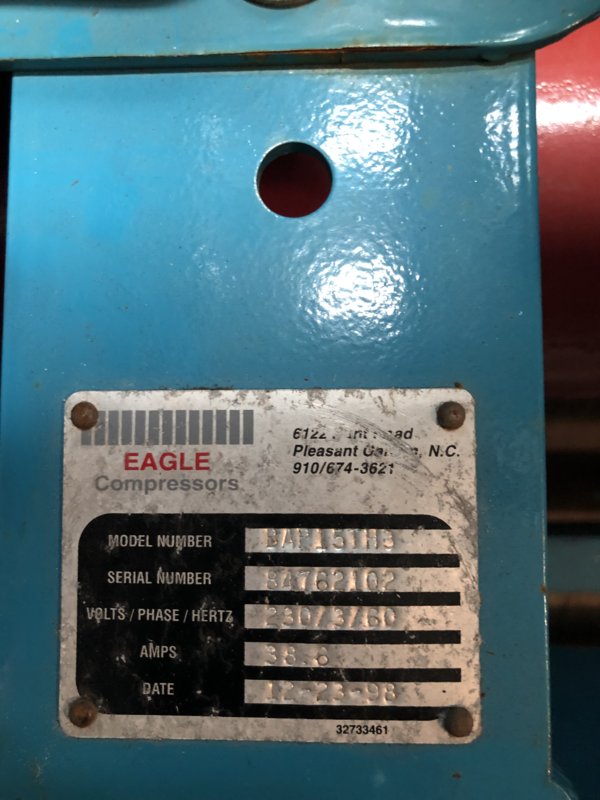 6122
Pleasant N.C.
910/674-3621
EAGLE
Compressors
MODEL NUMBER
SERIAL NUMBER
VOLTS / PHASE / HERTZ 230/3/60
AMPS
DATE 12-23-98
32733461